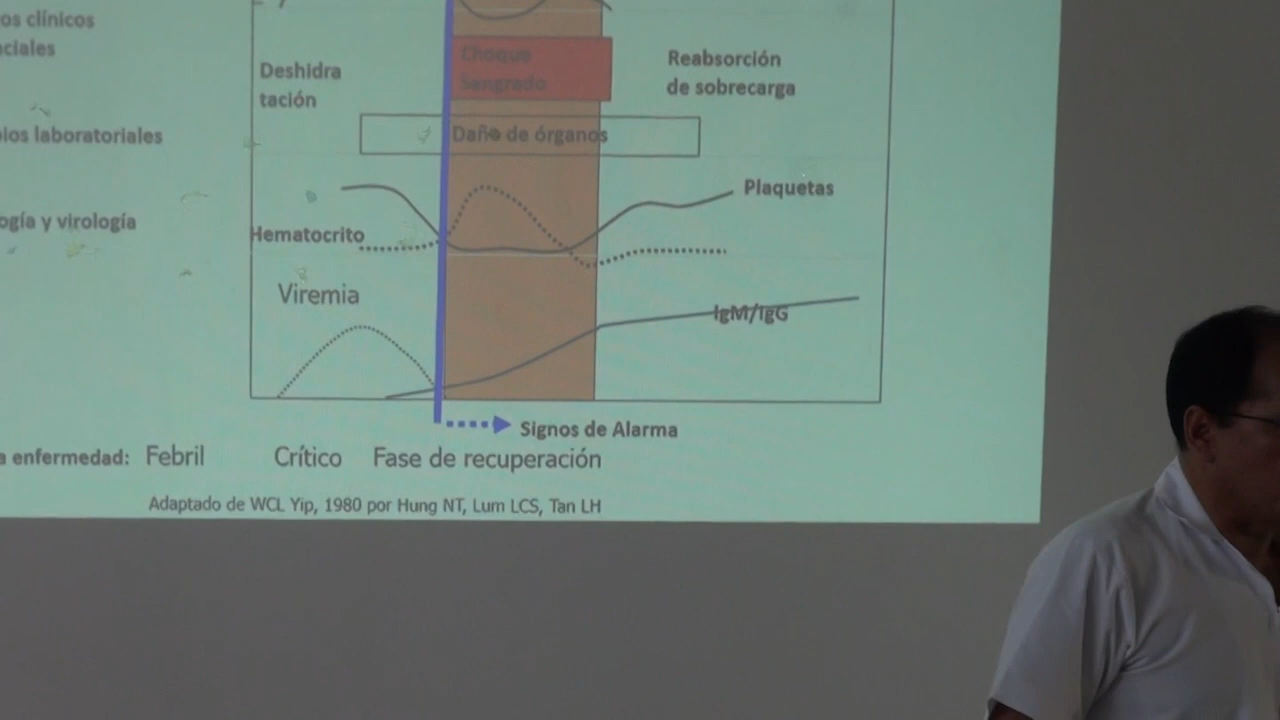 os clínicos
ciales
Deshidra
tación
Choque
Sangrado
Reabsorción
de sobrecarga
ios laboratoriales
Daño de órganos
Plaquetas
ogía y virología
Hematocrito
Viremia
IgM/IgG
Signos de Alarma
a enfermedad: Febril Crítico Fase de recuperación
Adaptado de WCL Yip, 1980 por Hung NT, Lum LCS, Tan LH